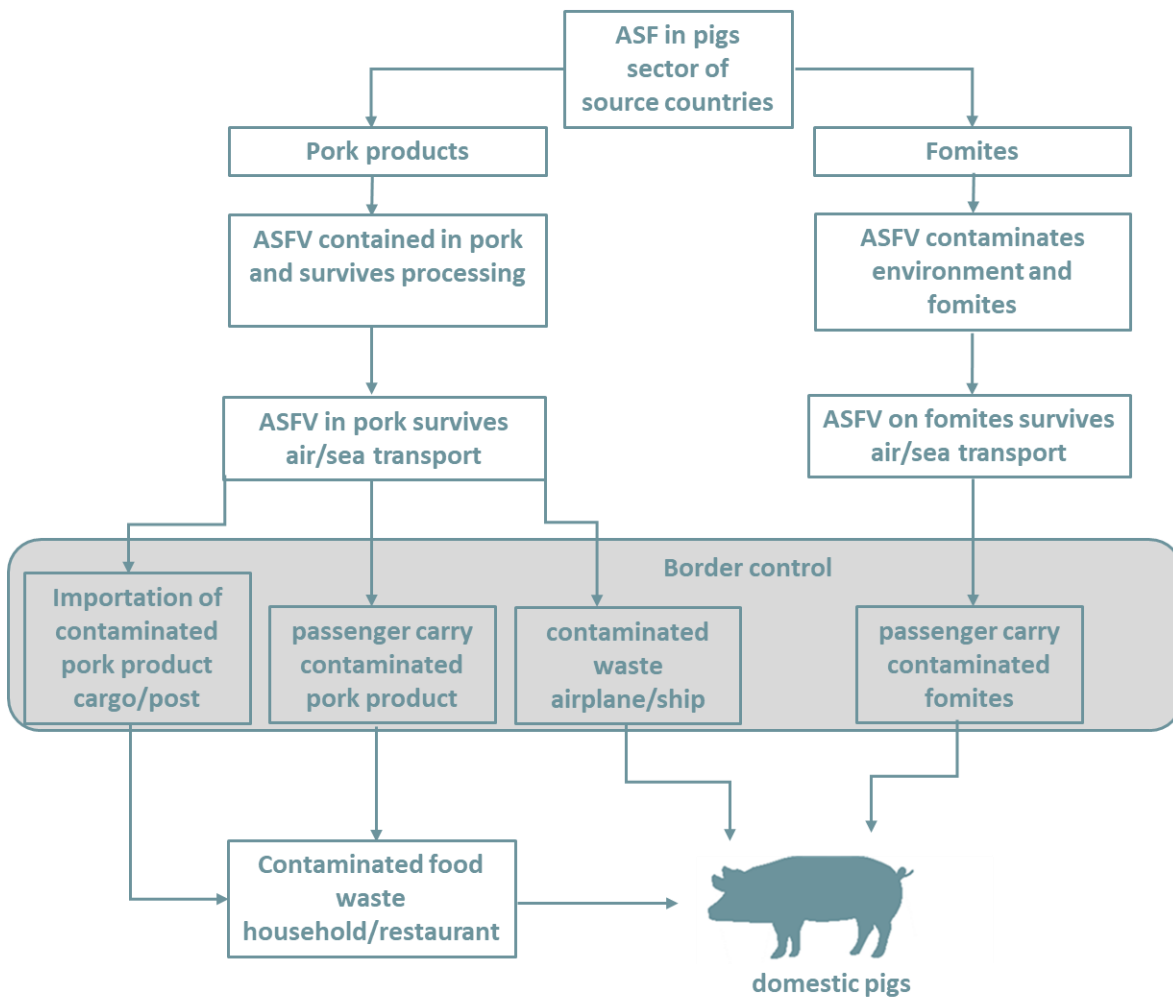 ASF in pigs
sector of
source countries
Pork products
Fomites
ASFV contained in pork
and survives processing
ASFV contaminates
environment and
fomites
ASFV in pork survives
air/sea transport
ASFV on fomites survives
air/sea transport
Border control
Importation of
contaminated
pork product
cargo/post
passenger carry
contaminated
pork product
contaminated
waste
airplane/ship
passenger carry
contaminated
fomites
Contaminated food
waste
household/restaurant
domestic pigs